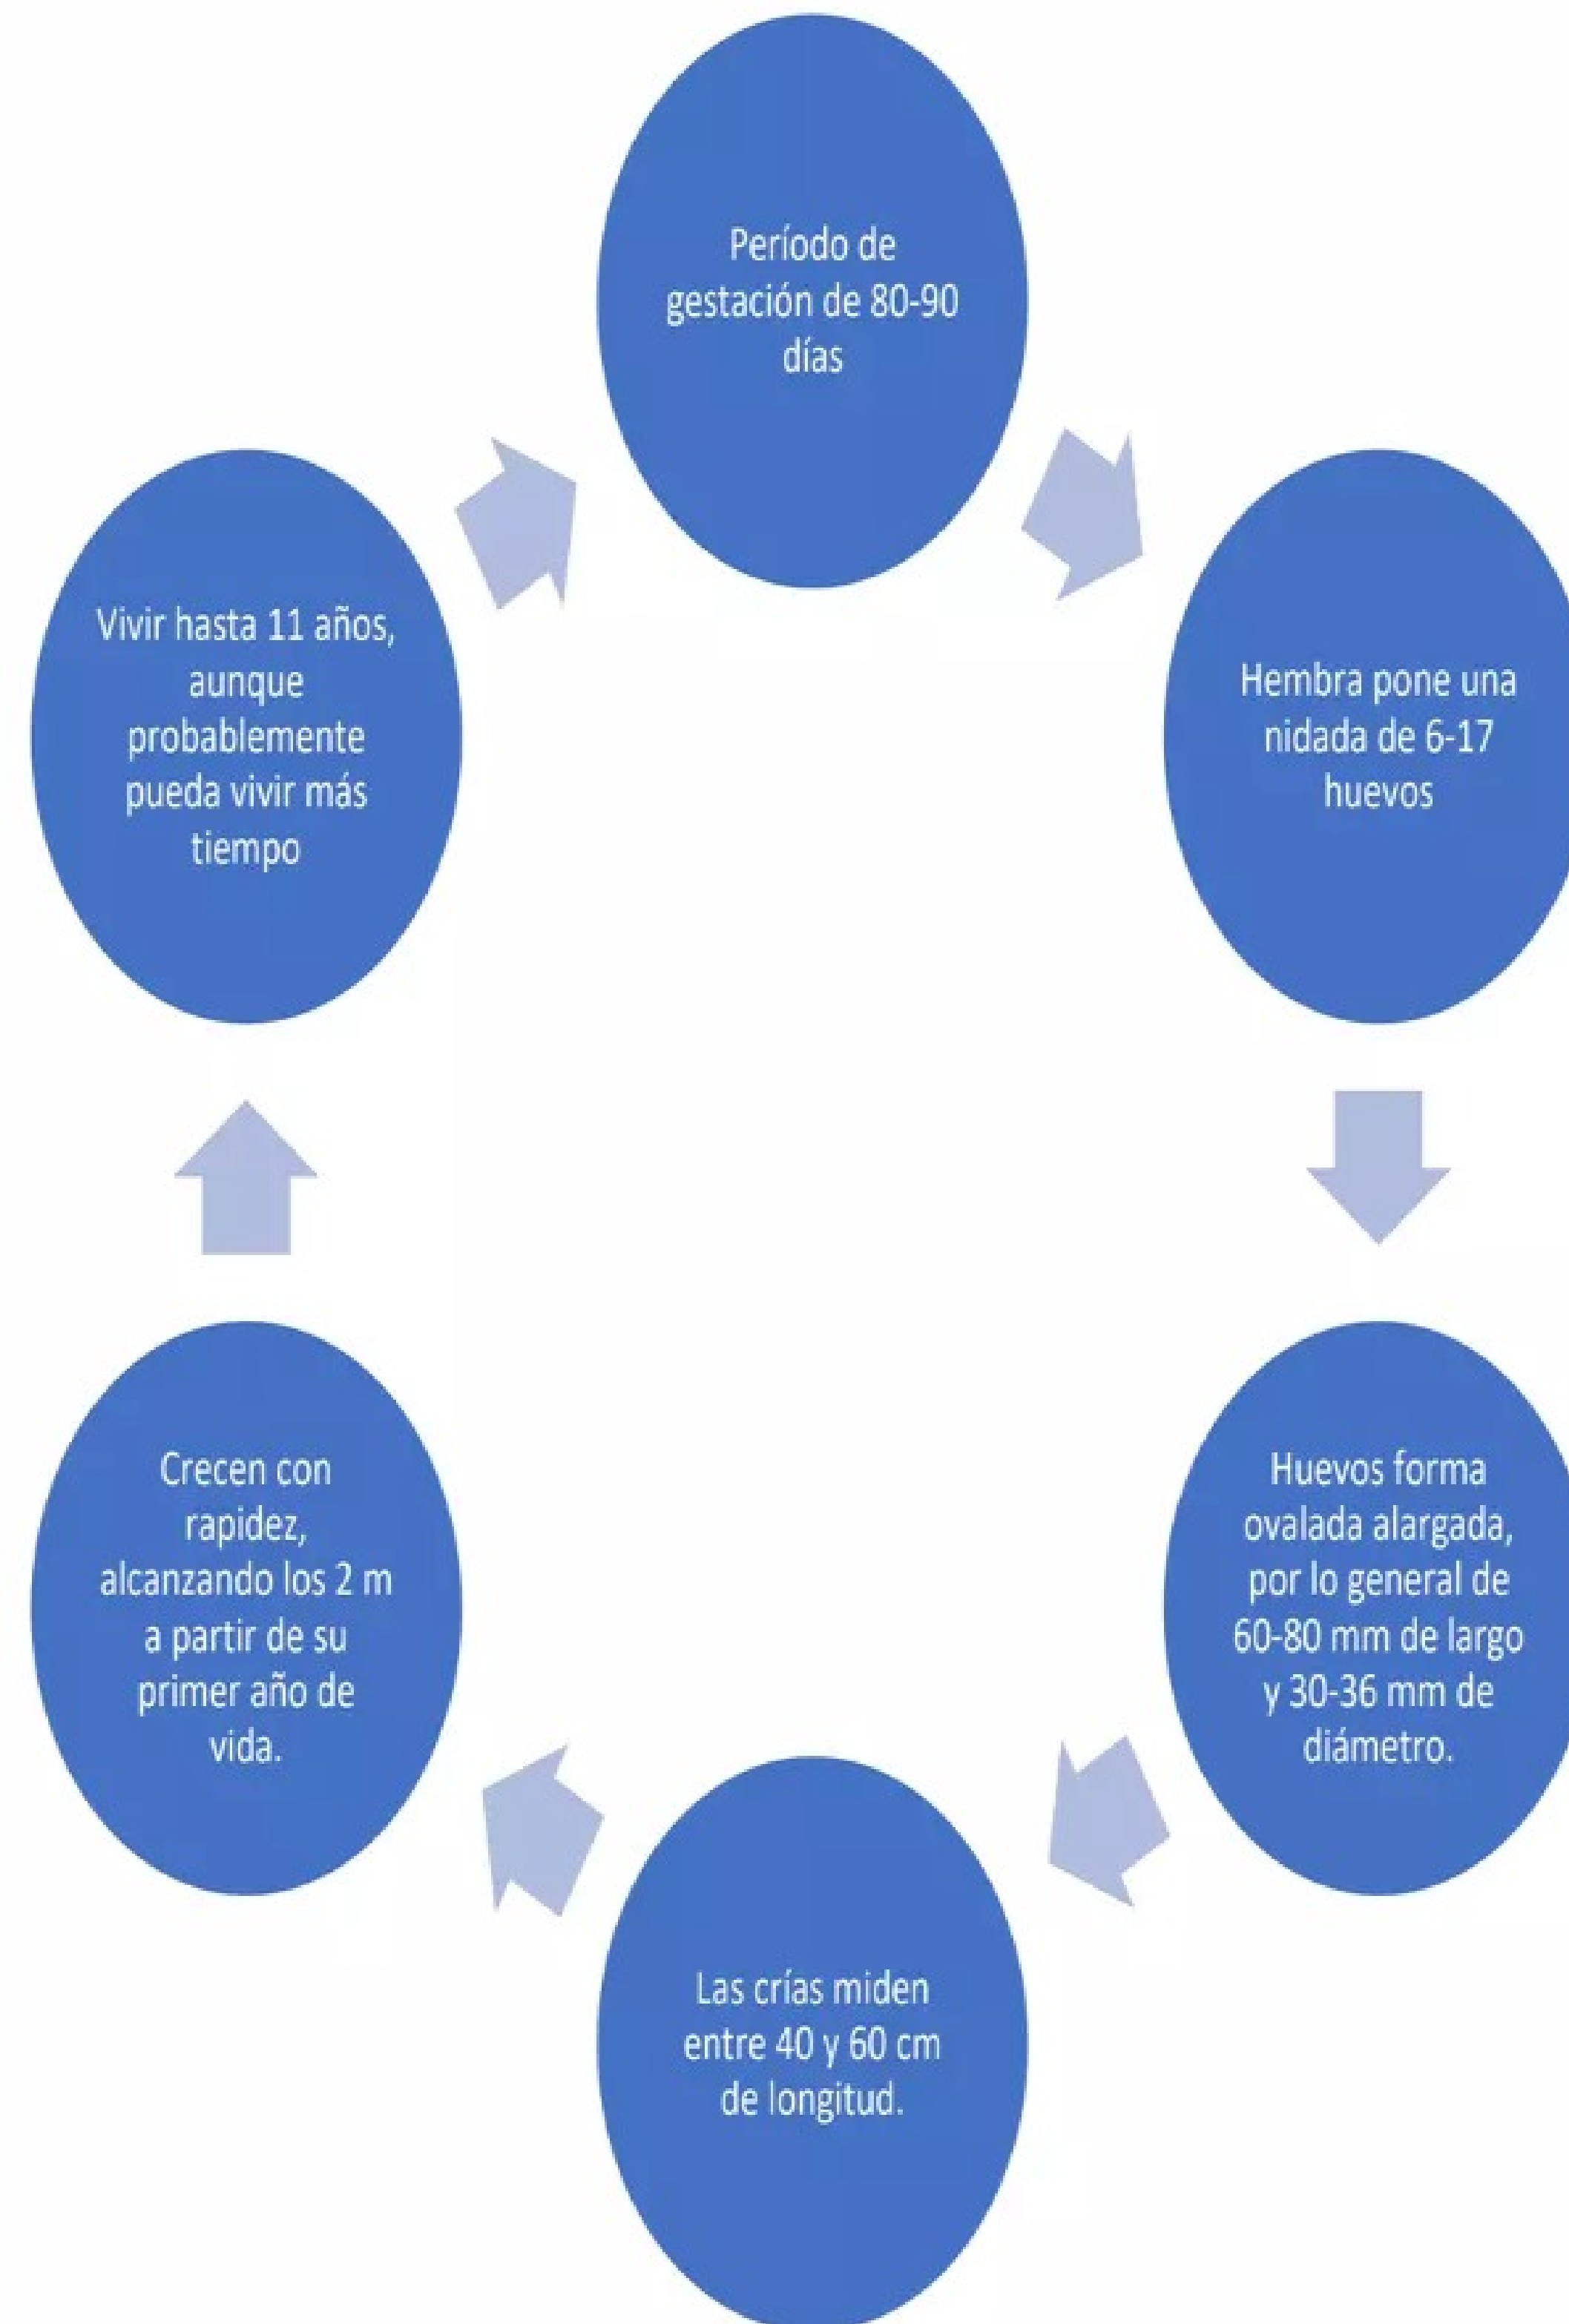 Período de
gestación de 80-90
días
Hembra pone una
nidada de 6-17
huevos
Huevos forma
ovalada alargada,
por lo general de
60-80 mm de largo
y 30-36 mm de
diámetro.
Las crías miden
entre 40 y 60 cm
de longitud.
Crecen con
rapidez,
alcanzando los 2 m
a partir de su
primer año de
vida.
Vivir hasta 11 años,
aunque
probablemente
pueda vivir más
tiempo